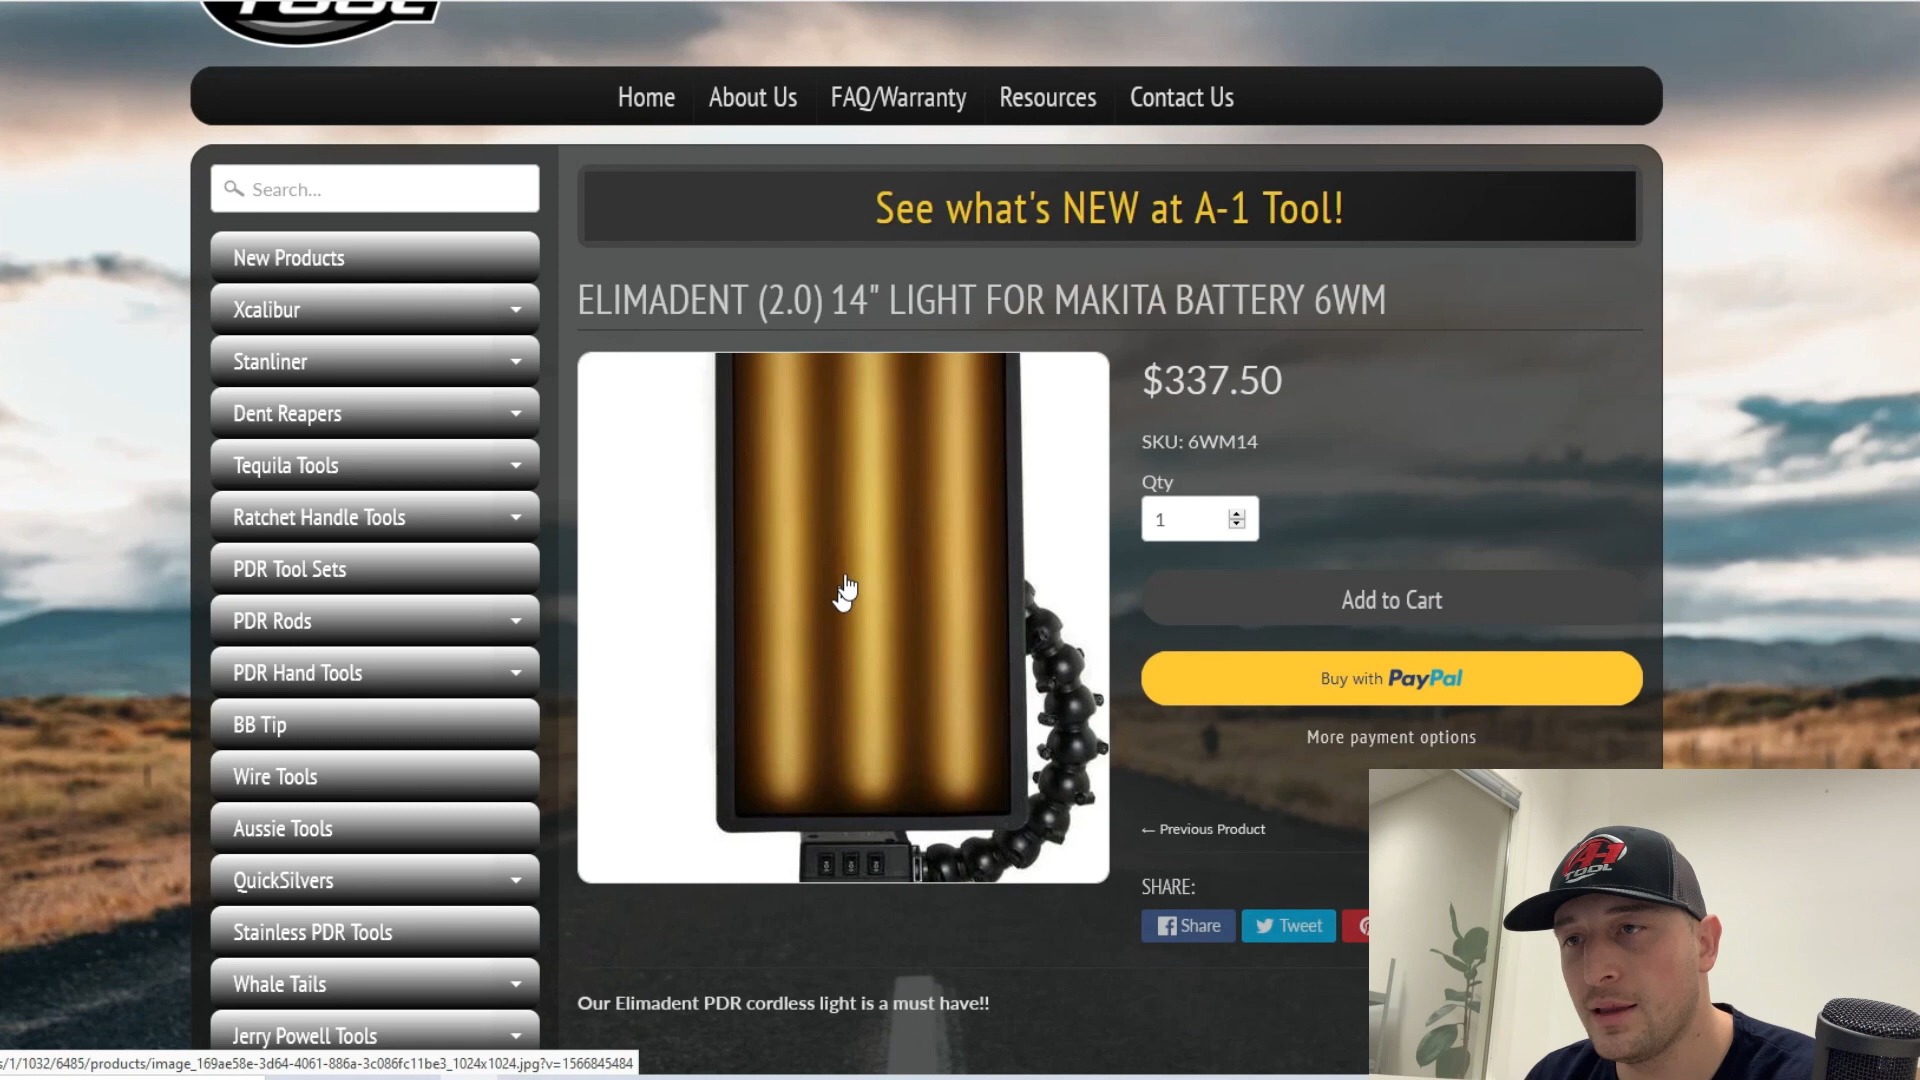 TOOL
Home
About Us
FAQ/Warranty
Resources
Contact Us
Search...
See what's NEW at A-1 Tool!
New Products
Xcalibur
Stanliner
Dent Reapers
Tequila Tools
Ratchet Handle Tools
PDR Tool Sets
PDR Rods
PDR Hand Tools
BB Tip
Wire Tools
Aussie Tools
QuickSilvers
Stainless PDR Tools
Whale Tails
Jerry Powell Tools
ELIMADENT (2.0) 14" LIGHT FOR MAKITA BATTERY 6WM
$337.50
SKU: 6WM14
Qty
1
Add to Cart
Buy with PayPal
More payment options
← Previous Product
SHARE:
Share
Tweet
Our Elimadent PDR cordless light is a must have!!
A-1
TOOL
s/1/1032/6485/products/image_169ae58e-3d64-4061-886a-3c086fc11be3_1024x1024.jpg?v=1566845484